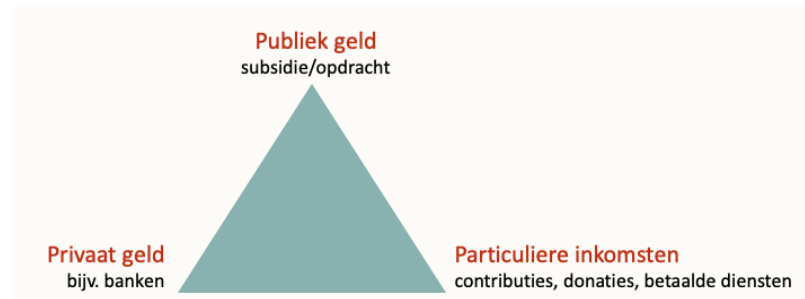 Publiek geld
subsidie/opdracht
Privaat geld
bijv. banken
Particuliere inkomsten
contributies, donaties, betaalde diensten